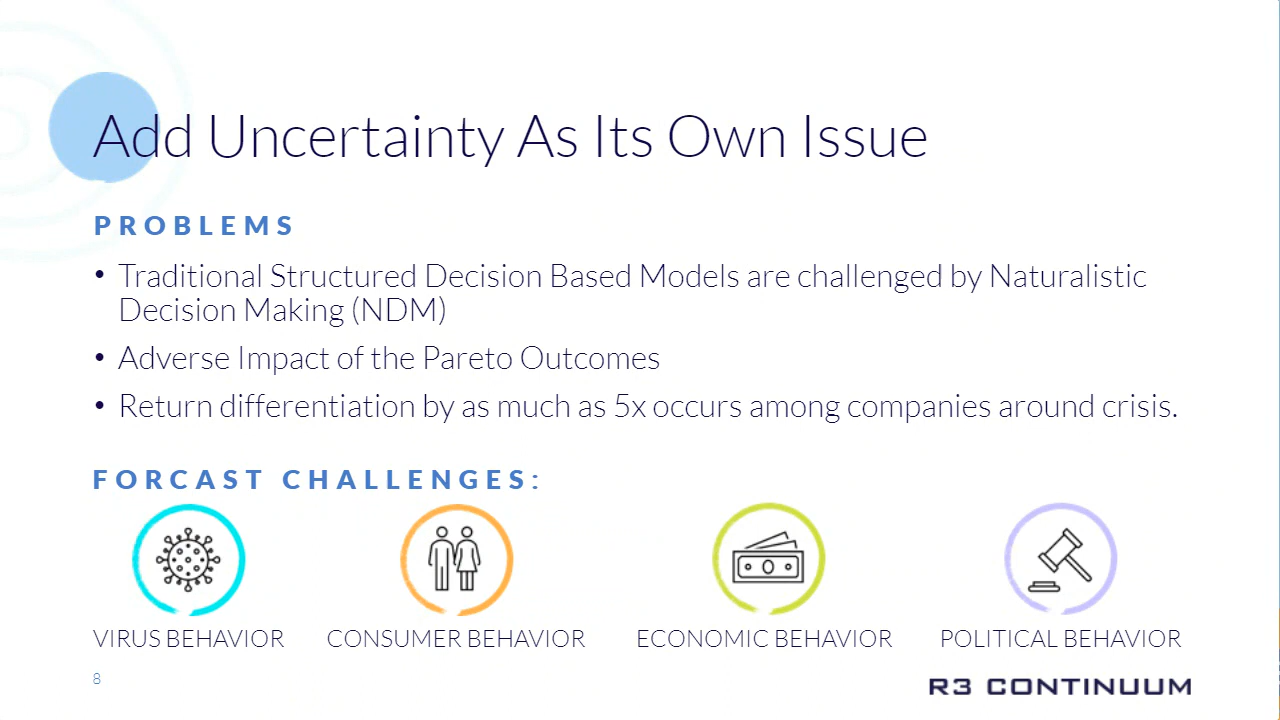 Add Uncertainty As Its Own Issue
PROBLEMS
• Traditional Structured Decision Based Models are challenged by Naturalistic
Decision Making (NDM)
• Adverse Impact of the Pareto Outcomes
• Return differentiation by as much as 5x occurs among companies around crisis.
FORCAST CHALLENGES:
VIRUS BEHAVIOR
CONSUMER BEHAVIOR
ECONOMIC BEHAVIOR
POLITICAL BEHAVIOR
8
R3 CONTINUUM